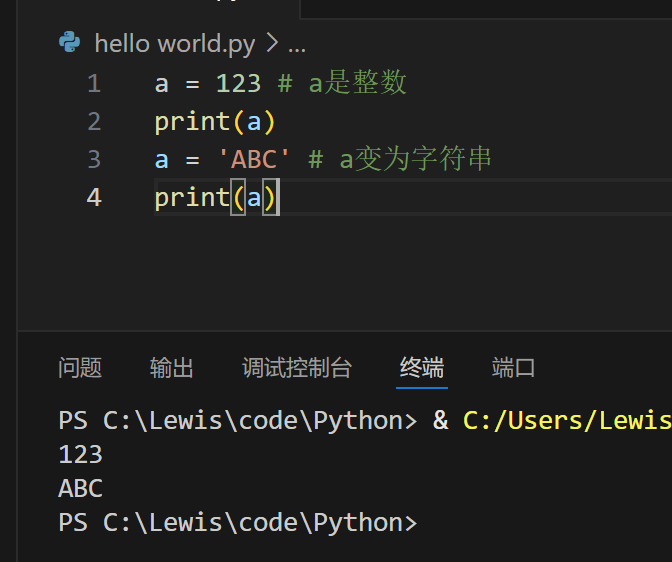 hello world.py > ...
1 a = 123 # a是整数
2 print(a)
3 a = 'ABC' # a变为字符串
4 print(a)
问题 输出 调试控制台 终端 端口
PS C:\Lewis\code\Python> & C:/Users/Lewis
123
ABC
PS C:\Lewis\code\Python>